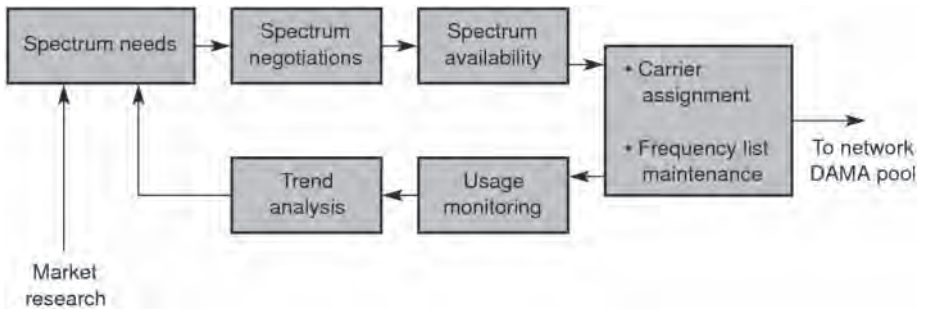 Spectrum needs
Spectrum
negotiations
Spectrum
availability
• Carrier
assignment
• Frequency list
maintenance
To network
DAMA pool
Trend
analysis
Usage
monitoring
Market
research